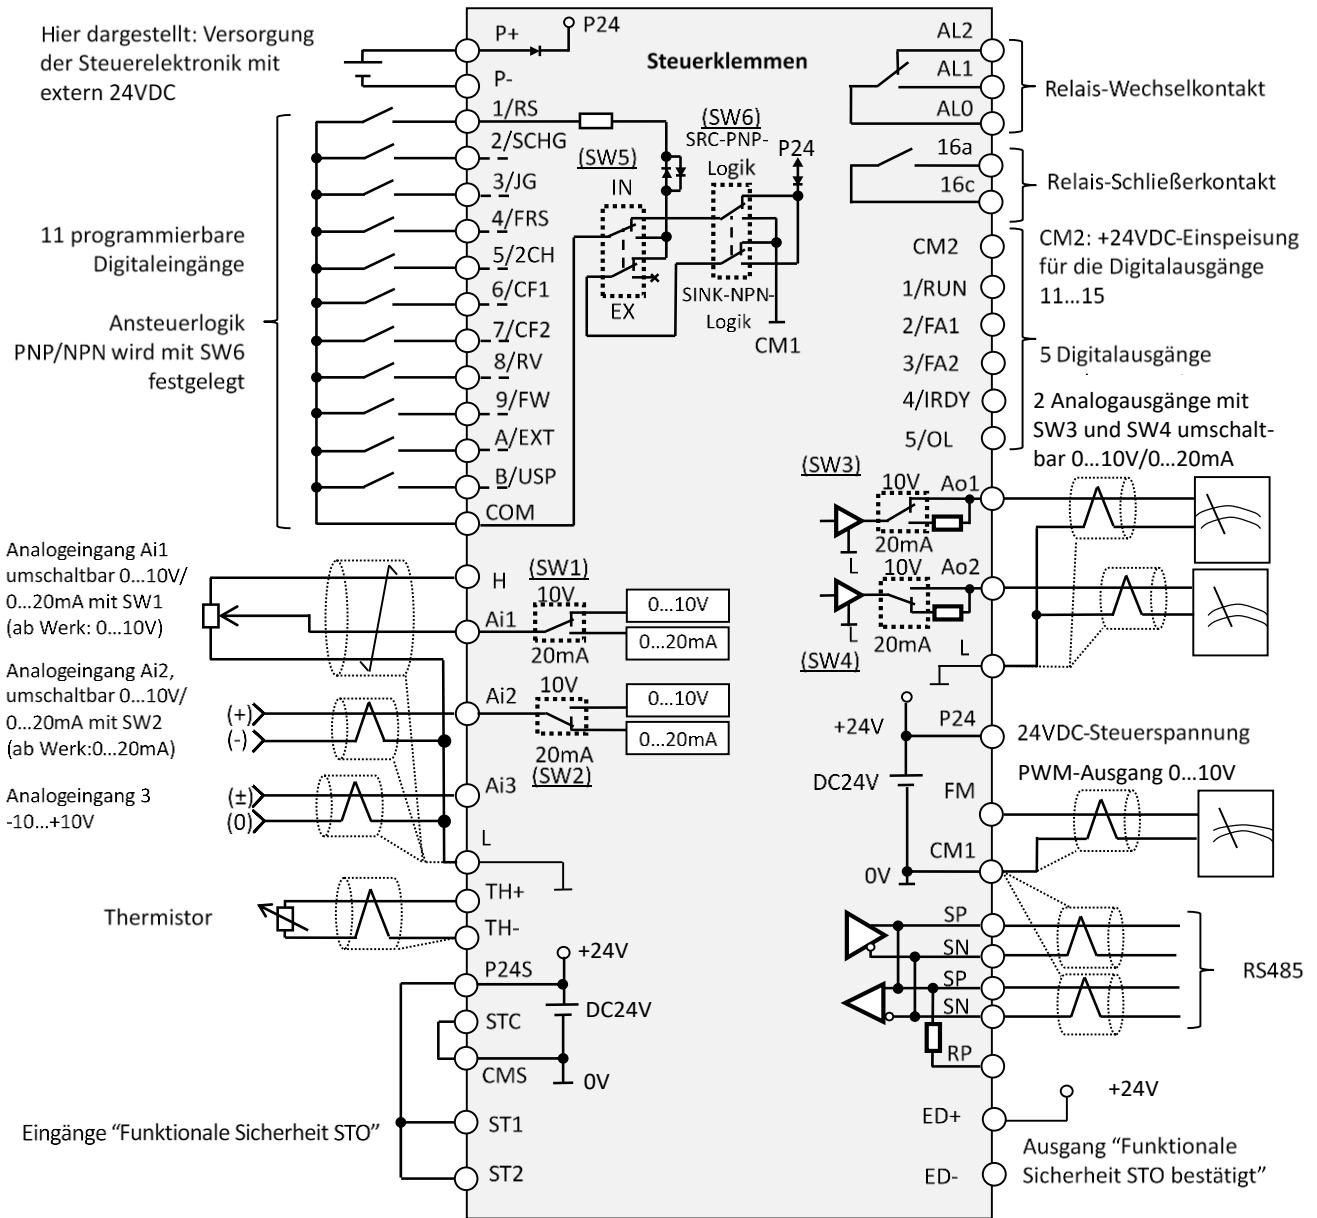 Hier dargestellt: Versorgung
der Steuerelektronik mit
extern 24VDC
11 programmierbare
Digitaleingänge
Ansteuerlogik
PNP/NPN wird mit SW6
festgelegt
Analogeingang Ai1
umschaltbar 0...10V/
0...20mA mit SW1
(ab Werk: 0...10V)
Analogeingang Ai2,
umschaltbar 0...10V/
0...20mA mit SW2
(ab Werk:0...20mA)
(+)
(-)
Analogeingang 3
-10...+10V
(±)
(0)
Thermistor
Eingänge “Funktionale Sicherheit STO”
Steuerklemmen
P+
P24
P-
1/RS
2/SCHG
3/JG
4/FRS
5/2CH
6/CF1
7/CF2
8/RV
9/FW
A/EXT
B/USP
COM
(SW5)
IN
EX
(SW6)
SRC-PNP-
Logik
P24
SINK-NPN-
Logik
CM1
H
(SW1)
10V
Ai1
20mA
0...10V
0...20mA
Ai2
10V
20mA
(SW2)
0...10V
0...20mA
Ai3
L
TH+
TH-
P24S
+24V
STC
DC24V
CMS
0V
ST1
ST2
AL2
AL1
AL0
Relais-Wechselkontakt
16a
16c
Relais-Schließerkontakt
CM2
CM2: +24VDC-Einspeisung
für die Digitalausgänge
11...15
1/RUN
2/FA1
3/FA2
4/IRDY
5/OL
5 Digitalausgänge
2 Analogausgänge mit
SW3 und SW4 umschalt-
bar 0...10V/0...20mA
(SW3)
10V
Ao1
20mA
L
10V
Ao2
20mA
L
(SW4)
L
+24V
P24
24VDC-Steuerspannung
DC24V
FM
PWM-Ausgang 0...10V
CM1
0V
SP
SN
SP
SN
RP
RS485
ED+
+24V
ED-
Ausgang “Funktionale
Sicherheit STO bestätigt”